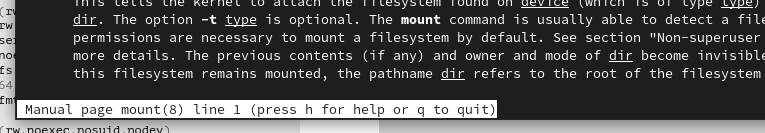 This tells the kernel to attach the filesystem found on device (which is of type type)
dir. The option -t type is optional. The mount command is usually able to detect a file
permissions are necessary to mount a filesystem by default. See section "Non-superuser
more details. The previous contents (if any) and owner and mode of dir become invisible
this filesystem remains mounted, the pathname dir refers to the root of the filesystem
Manual page mount(8) line 1 (press h for help or q to quit)
(rw
rw
ser
noe
fs
64
fmt
(rw,noexec,nosuid,nodev)